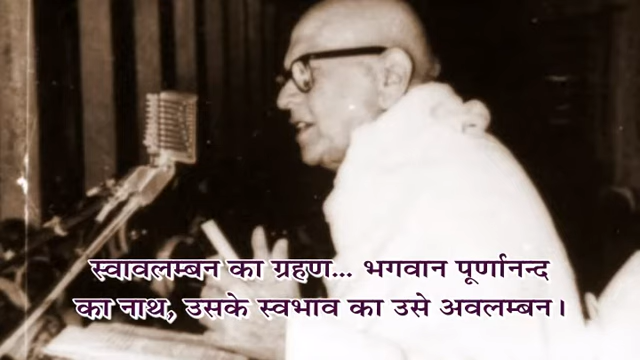 स्वावलम्बन का ग्रहण... भगवान पूर्णानन्द
का नाथ, उसके स्वभाव का उसे अवलम्बन।